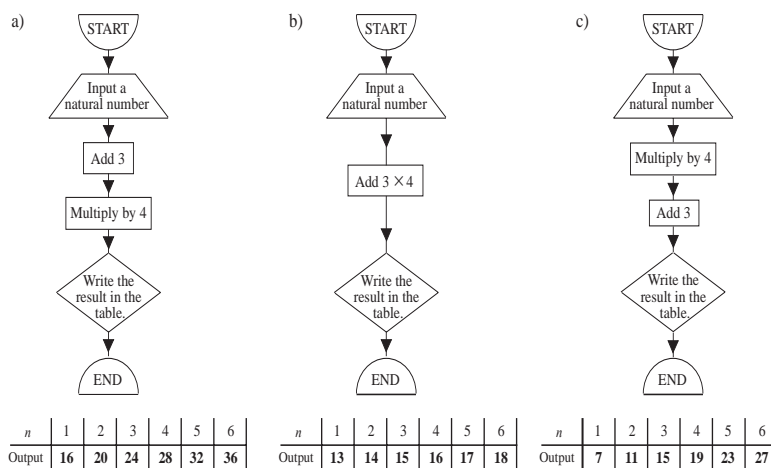 a)
START
Input a
natural number
Add 3
Multiply by 4
Write the
result in the
table.
END
n 1 2 3 4 5 6
Output 16 20 24 28 32 36
b)
START
Input a
natural number
Add 3 × 4
Write the
result in the
table.
END
n 1 2 3 4 5 6
Output 13 14 15 16 17 18
c)
START
Input a
natural number
Multiply by 4
Add 3
Write the
result in the
table.
END
n 1 2 3 4 5 6
Output 7 11 15 19 23 27